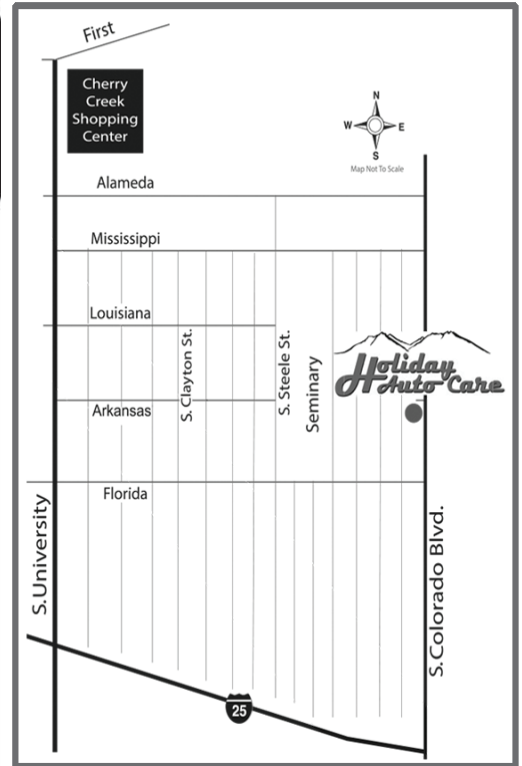 First
Cherry
Creek
Shopping
Center
N
W
E
S
Map Not To Scale
Alameda
Mississippi
Louisiana
S. Clayton St.
S. Steele St.
Seminary
Holiday
Auto Care
Arkansas
Florida
S.University
S.Colorado Blvd.
25